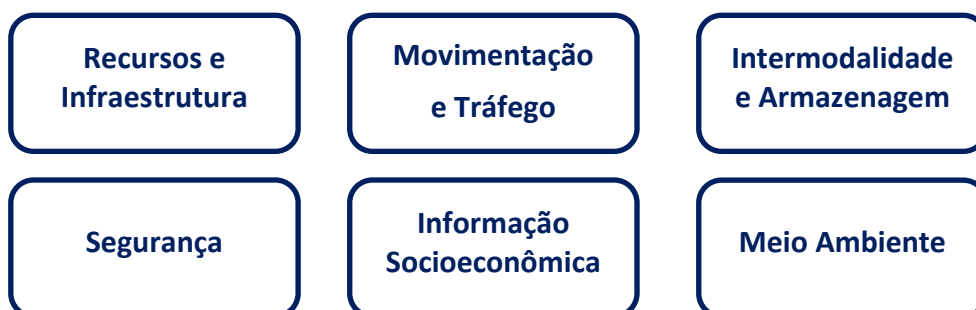 Recursos e
Infraestrutura
Movimentação
e Tráfego
Intermodalidade
e Armazenagem
Segurança
Informação
Socioeconômica
Meio Ambiente